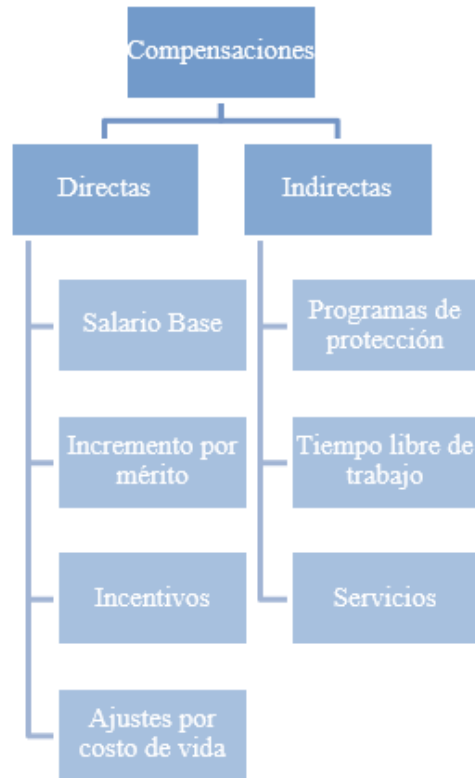 Compensaciones
Directas
Indirectas
Salario Base
Incremento por
mérito
Incentivos
Ajustes por
costo de vida
Programas de
protección
Tiempo libre de
trabajo
Servicios